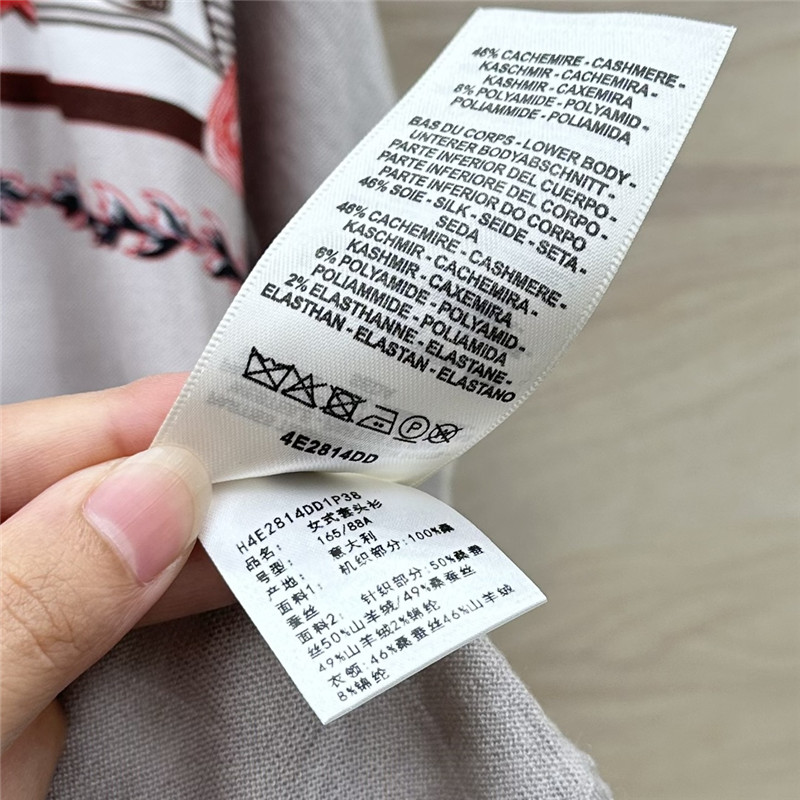 46% CACHEMIRE - CASHMERE -
KASCHMIR - CACHEMIRA -
KASHMIR - CAXEMIRA
8% POLYAMIDE - POLYAMID -
POLIAMMIDE - POLIAMIDA
BAS DU CORPS - LOWER BODY -
UNTERER BODYABSCHNITT -
PARTE INFERIOR DEL CUERPO -
PARTE INFERIORE DEL CORPO -
PARTE INFERIOR DO CORPO
46% SOIE - SILK - SEIDE - SETA -
SEDA
46% CACHEMIRE - CASHMERE -
KASCHMIR - CACHEMIRA -
KASHMIR - CAXEMIRA
6% POLYAMIDE - POLYAMID -
POLIAMMIDE - POLIAMIDA
2% ELASTHANNE - ELASTANE -
ELASTHAN - ELASTAN - ELASTANO
P
4E2814DD
H4E2814DD1P38
品名: 女式套头衫
号型: 165/88A
产地: 意大利
面料1: 机织部分:100%桑
蚕丝
面料2: 针织部分:50%桑蚕
丝50%山羊绒/49%桑蚕丝
49%山羊绒2%锦纶
衣领:46%桑蚕丝46%山羊绒
8%锦纶